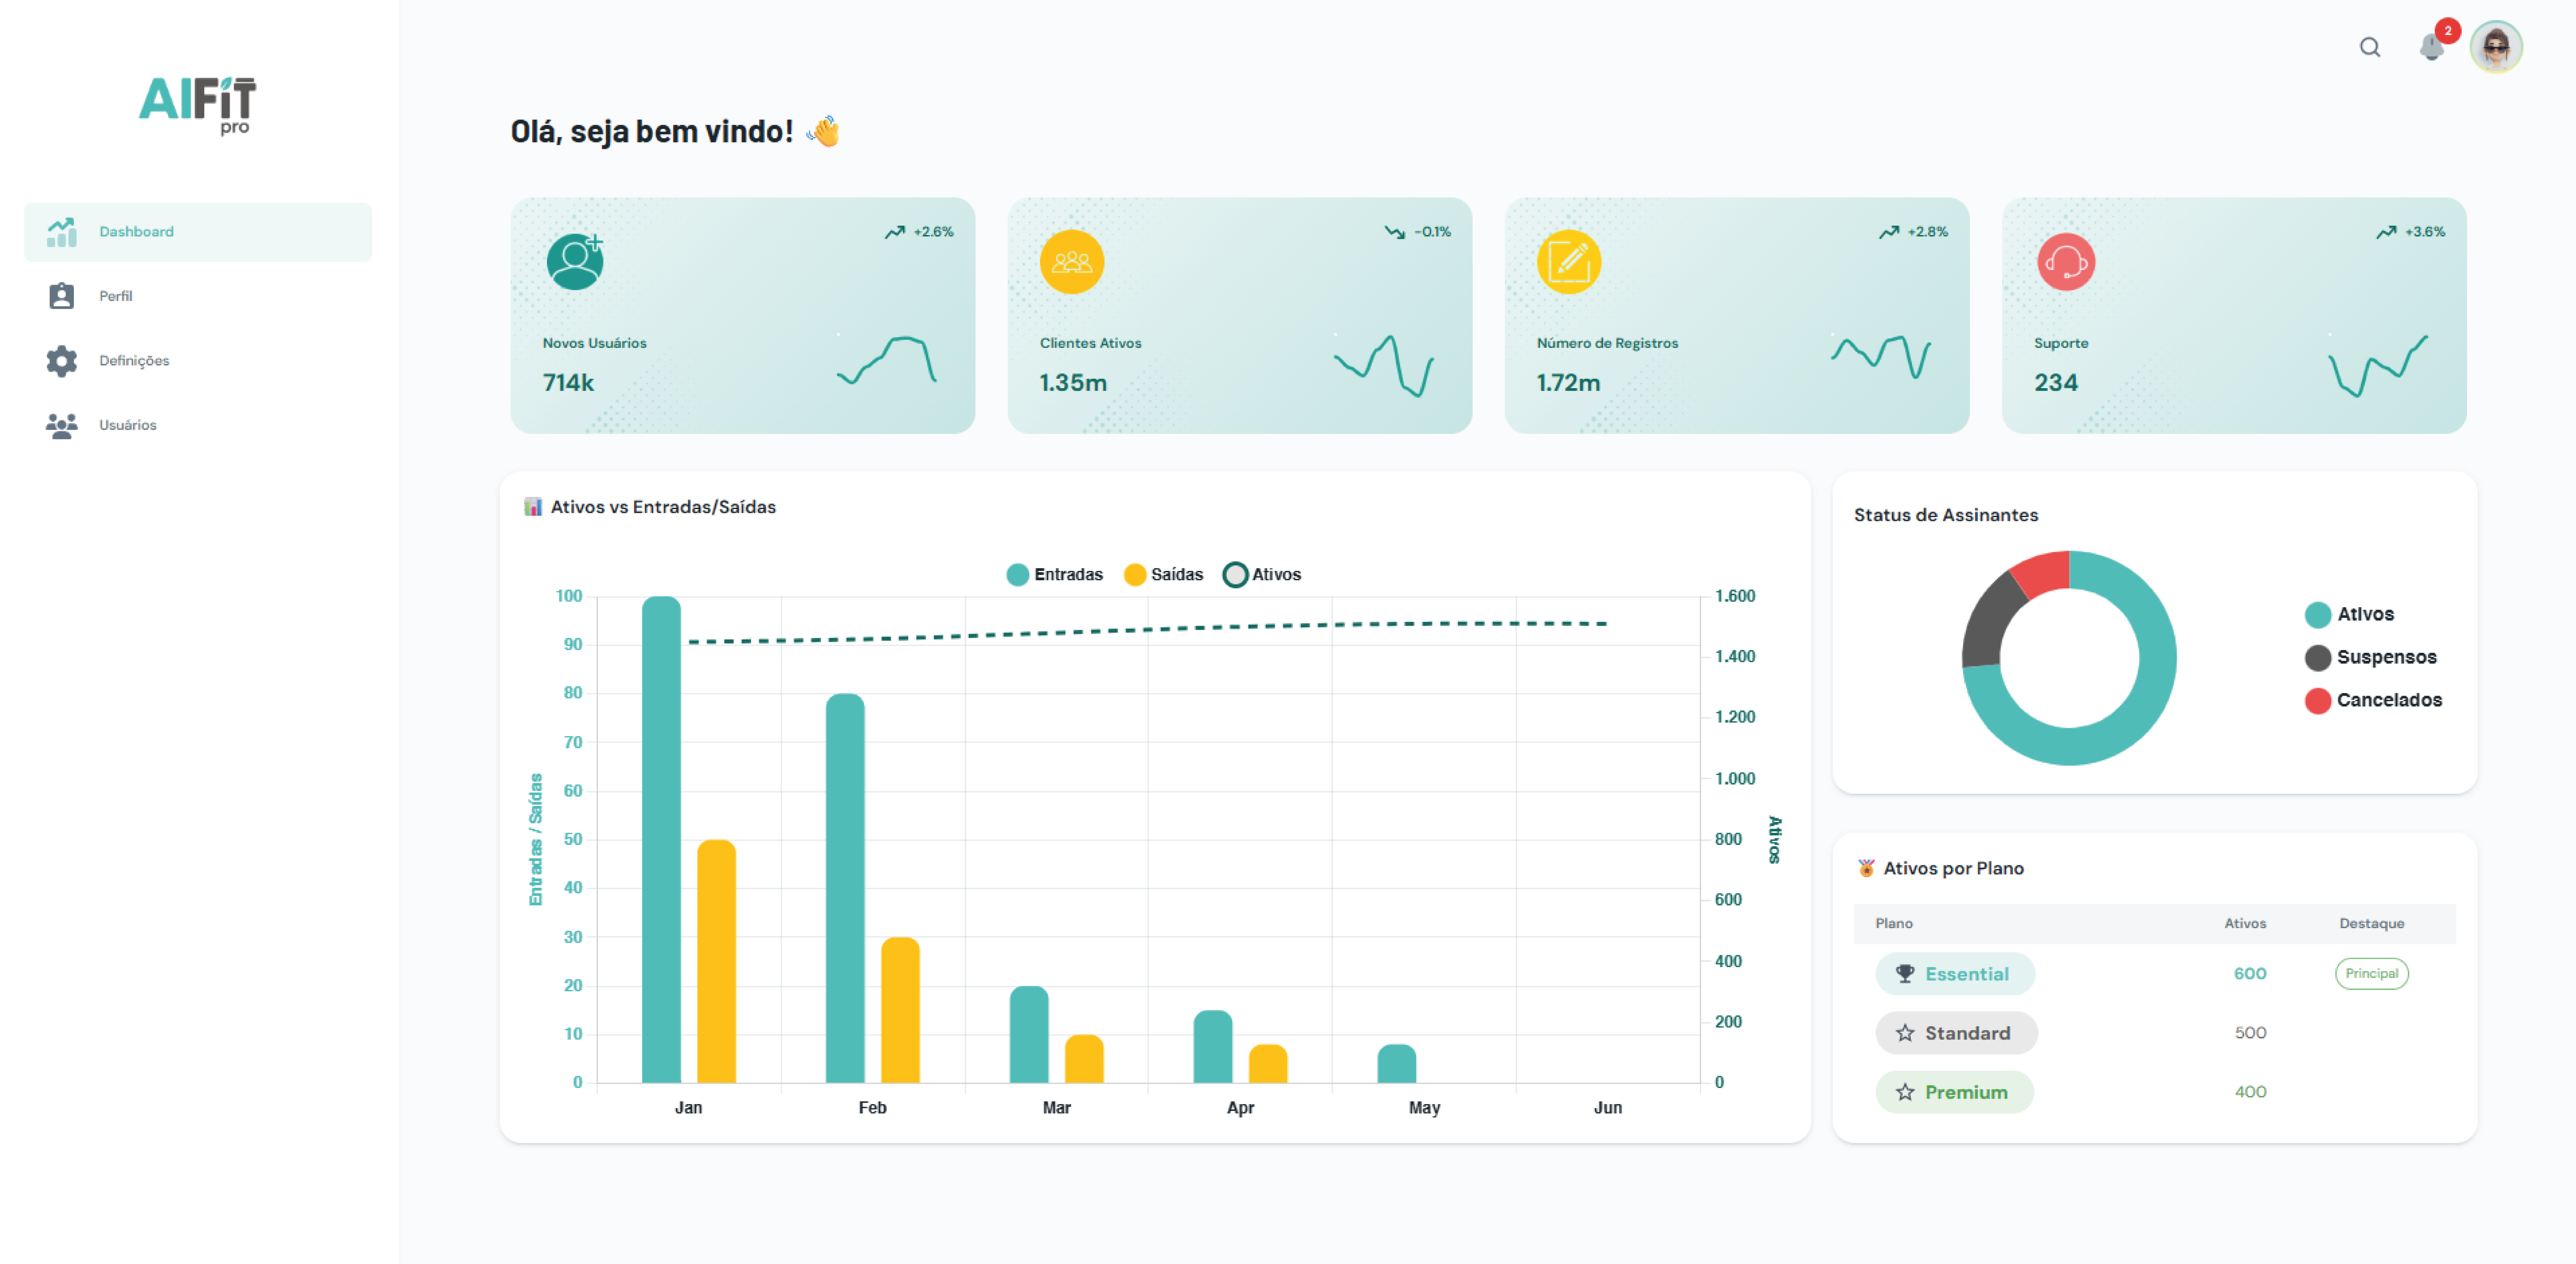 2
AIFiT
pro
Olá, seja bem vindo!
Dashboard
Perfil
Definições
Usuários
+2.6%
Novos Usuários
714k
-0.1%
Clientes Ativos
1.35m
+2.8%
Número de Registros
1.72m
+3.6%
Suporte
234
Ativos vs Entradas/Saídas
Entradas Saídas Ativos
100
90
80
70
60
50
40
30
20
10
0
Entradas / Saídas
1.600
1.400
1.200
1.000
800
600
400
200
0
Ativos
Jan Feb Mar Apr May Jun
Status de Assinantes
Ativos
Suspensos
Cancelados
Ativos por Plano
Plano Ativos Destaque
Essential 600 Principal
Standard 500
Premium 400